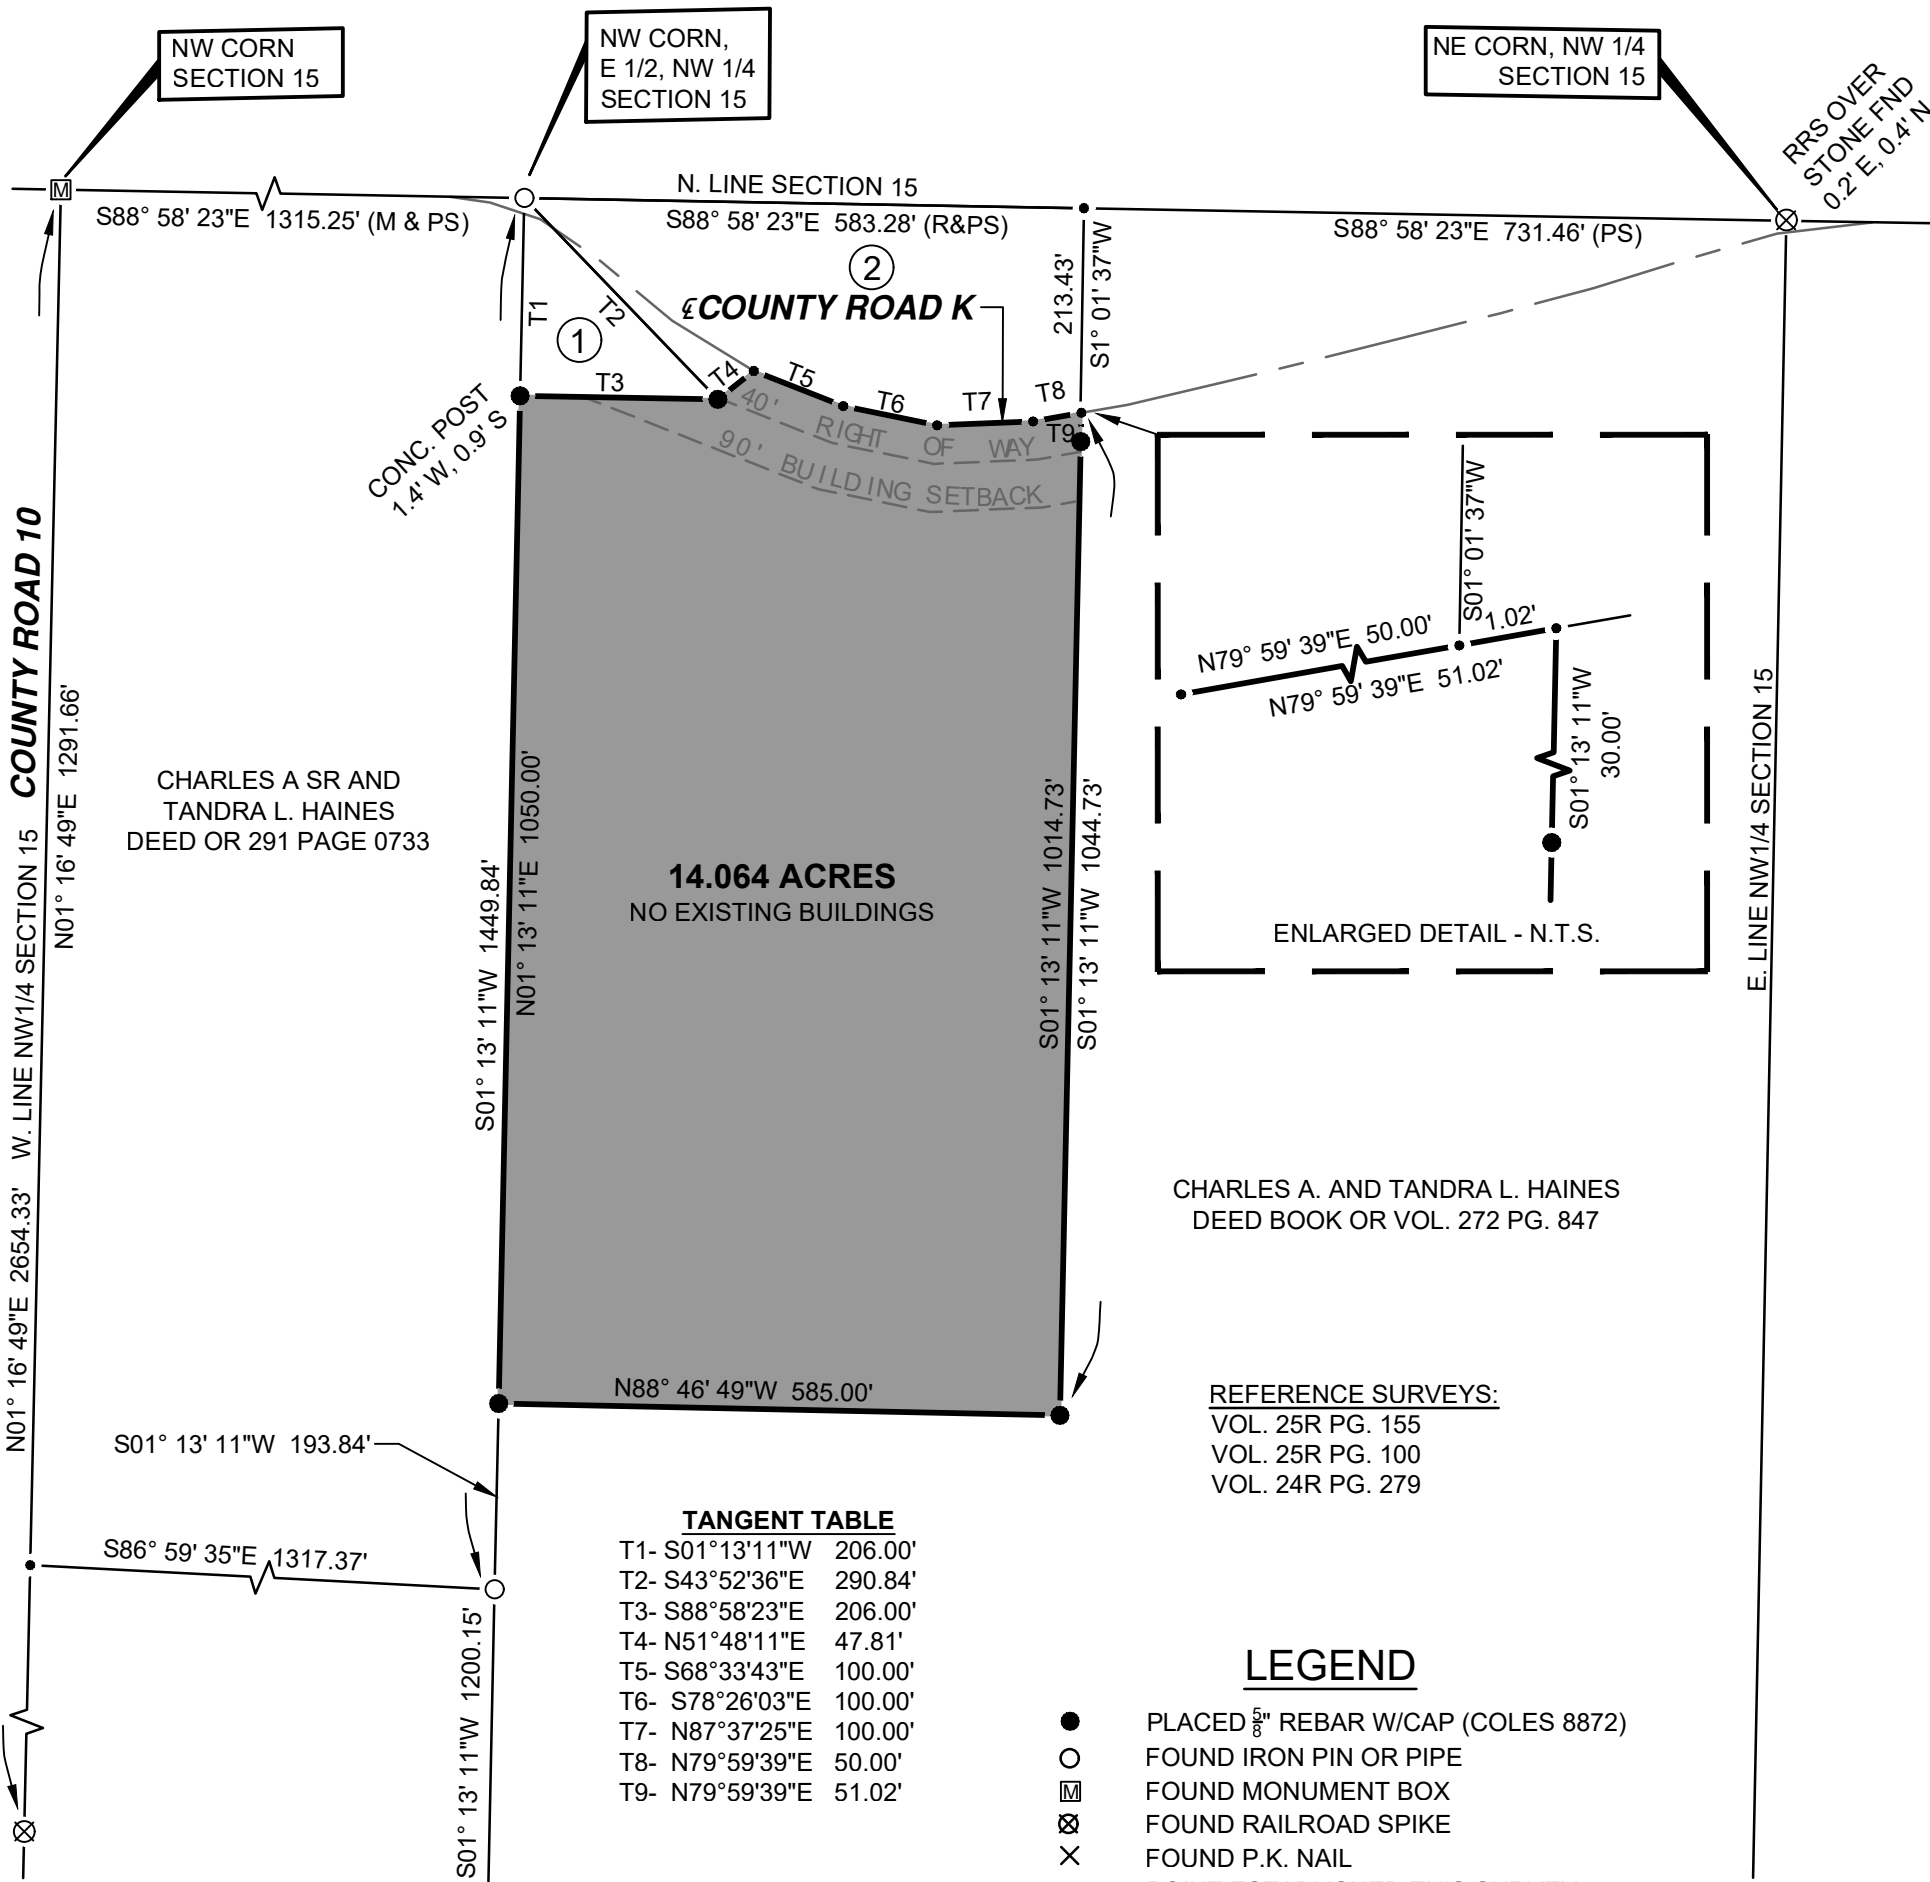 NW CORN
SECTION 15
NW CORN,
E 1/2, NW 1/4
SECTION 15
NE CORN, NW 1/4
SECTION 15
RRS OVER
STONE FND
0.2' E, 0.4' N
M
N. LINE SECTION 15
S88° 58' 23"E 1315.25' (M & PS)
S88° 58' 23"E 583.28' (R&PS)
S88° 58' 23"E 731.46' (PS)
T1
T2
1
2
℄ COUNTY ROAD K
213.43'
S1° 01' 37"W
T3
T4
T5
T6
T7
T8
T9
40' RIGHT OF WAY
90' BUILDING SETBACK
CONC. POST
1.4' W, 0.9' S
COUNTY ROAD 10
W. LINE NW1/4 SECTION 15
N01° 16' 49"E 1291.66'
N01° 16' 49"E 2654.33'
CHARLES A SR AND
TANDRA L. HAINES
DEED OR 291 PAGE 0733
S01° 13' 11"W 1449.84'
N01° 13' 11"E 1050.00'
14.064 ACRES
NO EXISTING BUILDINGS
S01° 13' 11"W 1014.73'
S01° 13' 11"W 1044.73'
S01° 01' 37"W
N79° 59' 39"E 50.00'
1.02'
N79° 59' 39"E 51.02'
S01° 13' 11"W
30.00'
ENLARGED DETAIL - N.T.S.
E. LINE NW1/4 SECTION 15
CHARLES A. AND TANDRA L. HAINES
DEED BOOK OR VOL. 272 PG. 847
N88° 46' 49"W 585.00'
S01° 13' 11"W 193.84'
S86° 59' 35"E 1317.37'
S01° 13' 11"W 1200.15'
REFERENCE SURVEYS:
VOL. 25R PG. 155
VOL. 25R PG. 100
VOL. 24R PG. 279
TANGENT TABLE
T1- S01°13'11"W 206.00'
T2- S43°52'36"E 290.84'
T3- S88°58'23"E 206.00'
T4- N51°48'11"E 47.81'
T5- S68°33'43"E 100.00'
T6- S78°26'03"E 100.00'
T7- N87°37'25"E 100.00'
T8- N79°59'39"E 50.00'
T9- N79°59'39"E 51.02'
LEGEND
PLACED 5/8" REBAR W/CAP (COLES 8872)
FOUND IRON PIN OR PIPE
M FOUND MONUMENT BOX
FOUND RAILROAD SPIKE
FOUND P.K. NAIL